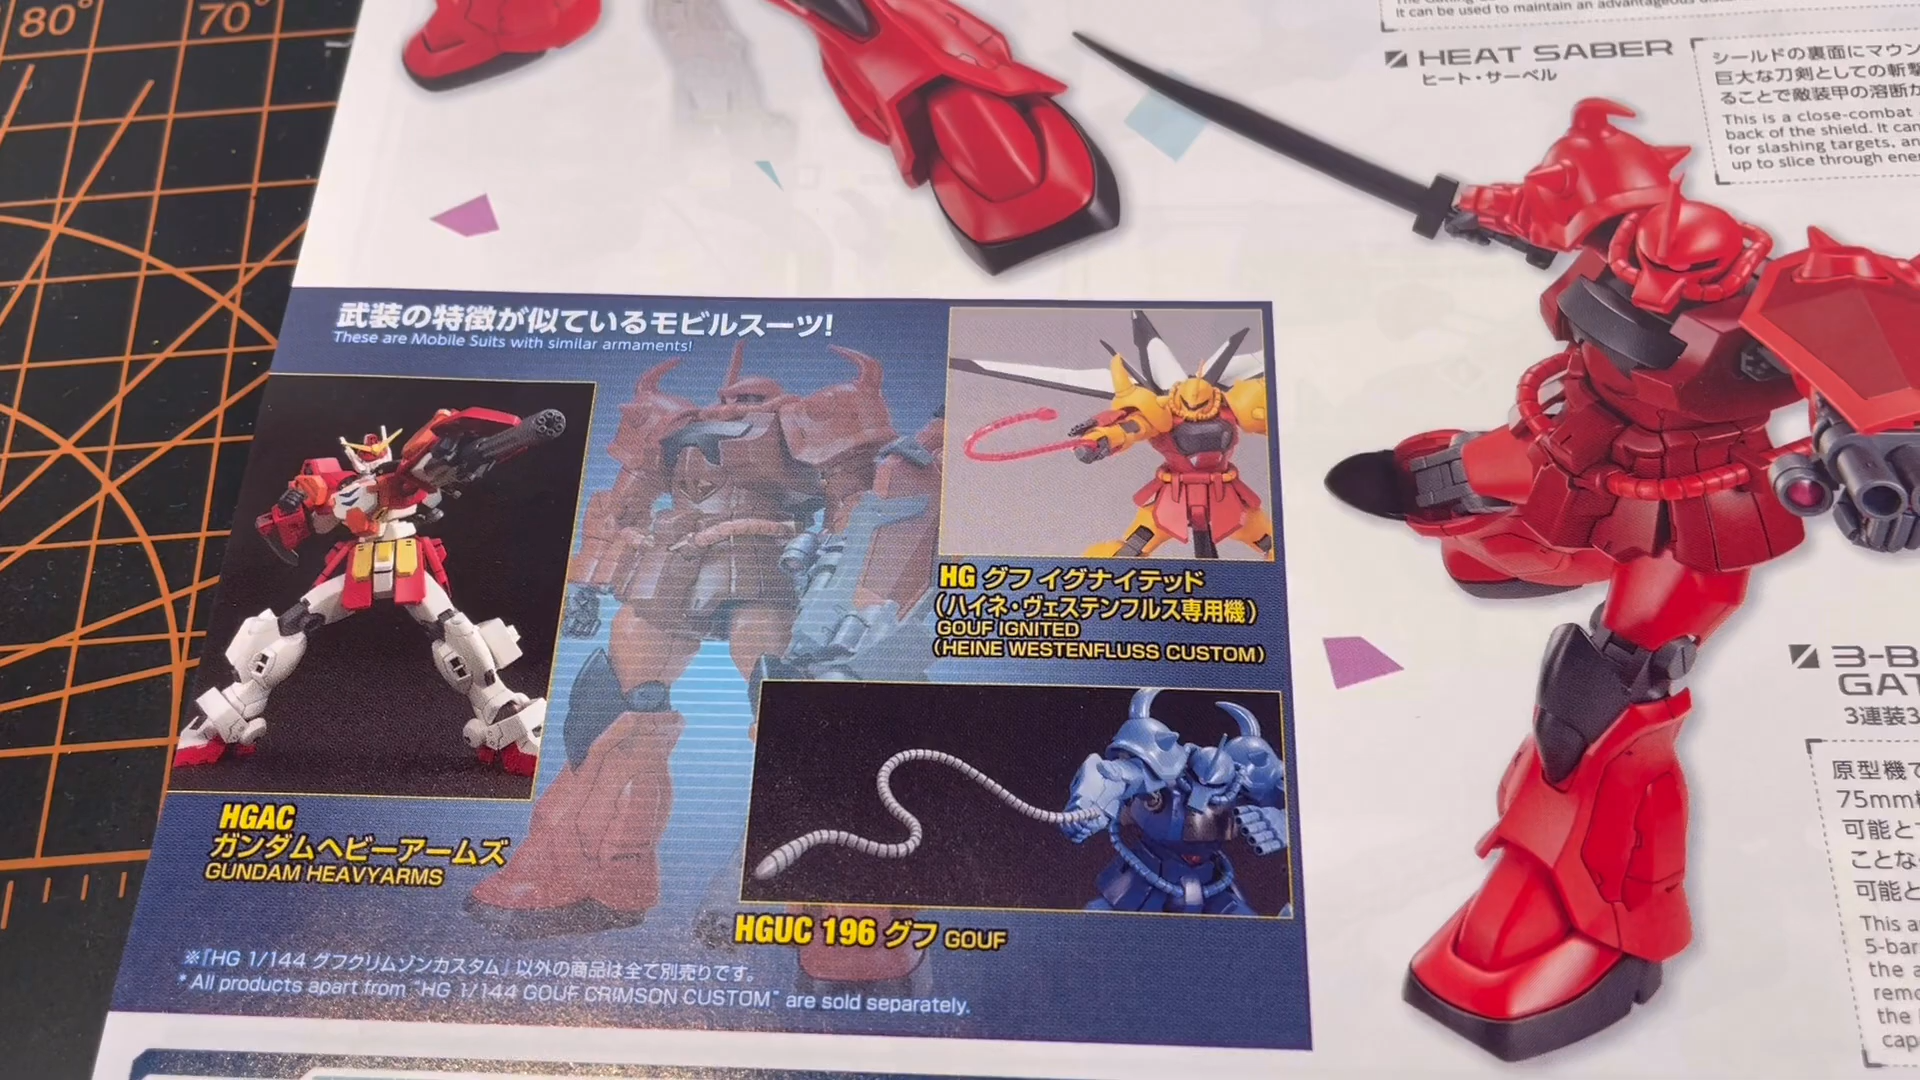 80°
70°
It can be used to maintain an advantageous
HEAT SABER
ヒート・サーベル
シールドの裏面にマウン
巨大な刀剣としての斬撃
ることで敵装甲の溶断が
This is a close-combat
back of the shield. It can
for slashing targets, an
up to slice through ene
武装の特徴が似ているモビルスーツ!
These are Mobile Suits with similar armaments!
HG グフ イグナイテッド
(ハイネ・ヴェステンフルス専用機)
GOUF IGNITED
(HEINE WESTENFLUSS CUSTOM)
HGAC
ガンダムヘビーアームズ
GUNDAM HEAVYARMS
HGUC 196 グフ GOUF
※「HG 1/144 グフクリムゾンカスタム」以外の商品は全て別売りです。
* All products apart from "HG 1/144 GOUF CRIMSON CUSTOM" are sold separately.
3-B
GAT
3連装3
原型機で
75mm
可能と
ことな
可能と
This a
5-bar
the a
remo
the
cap